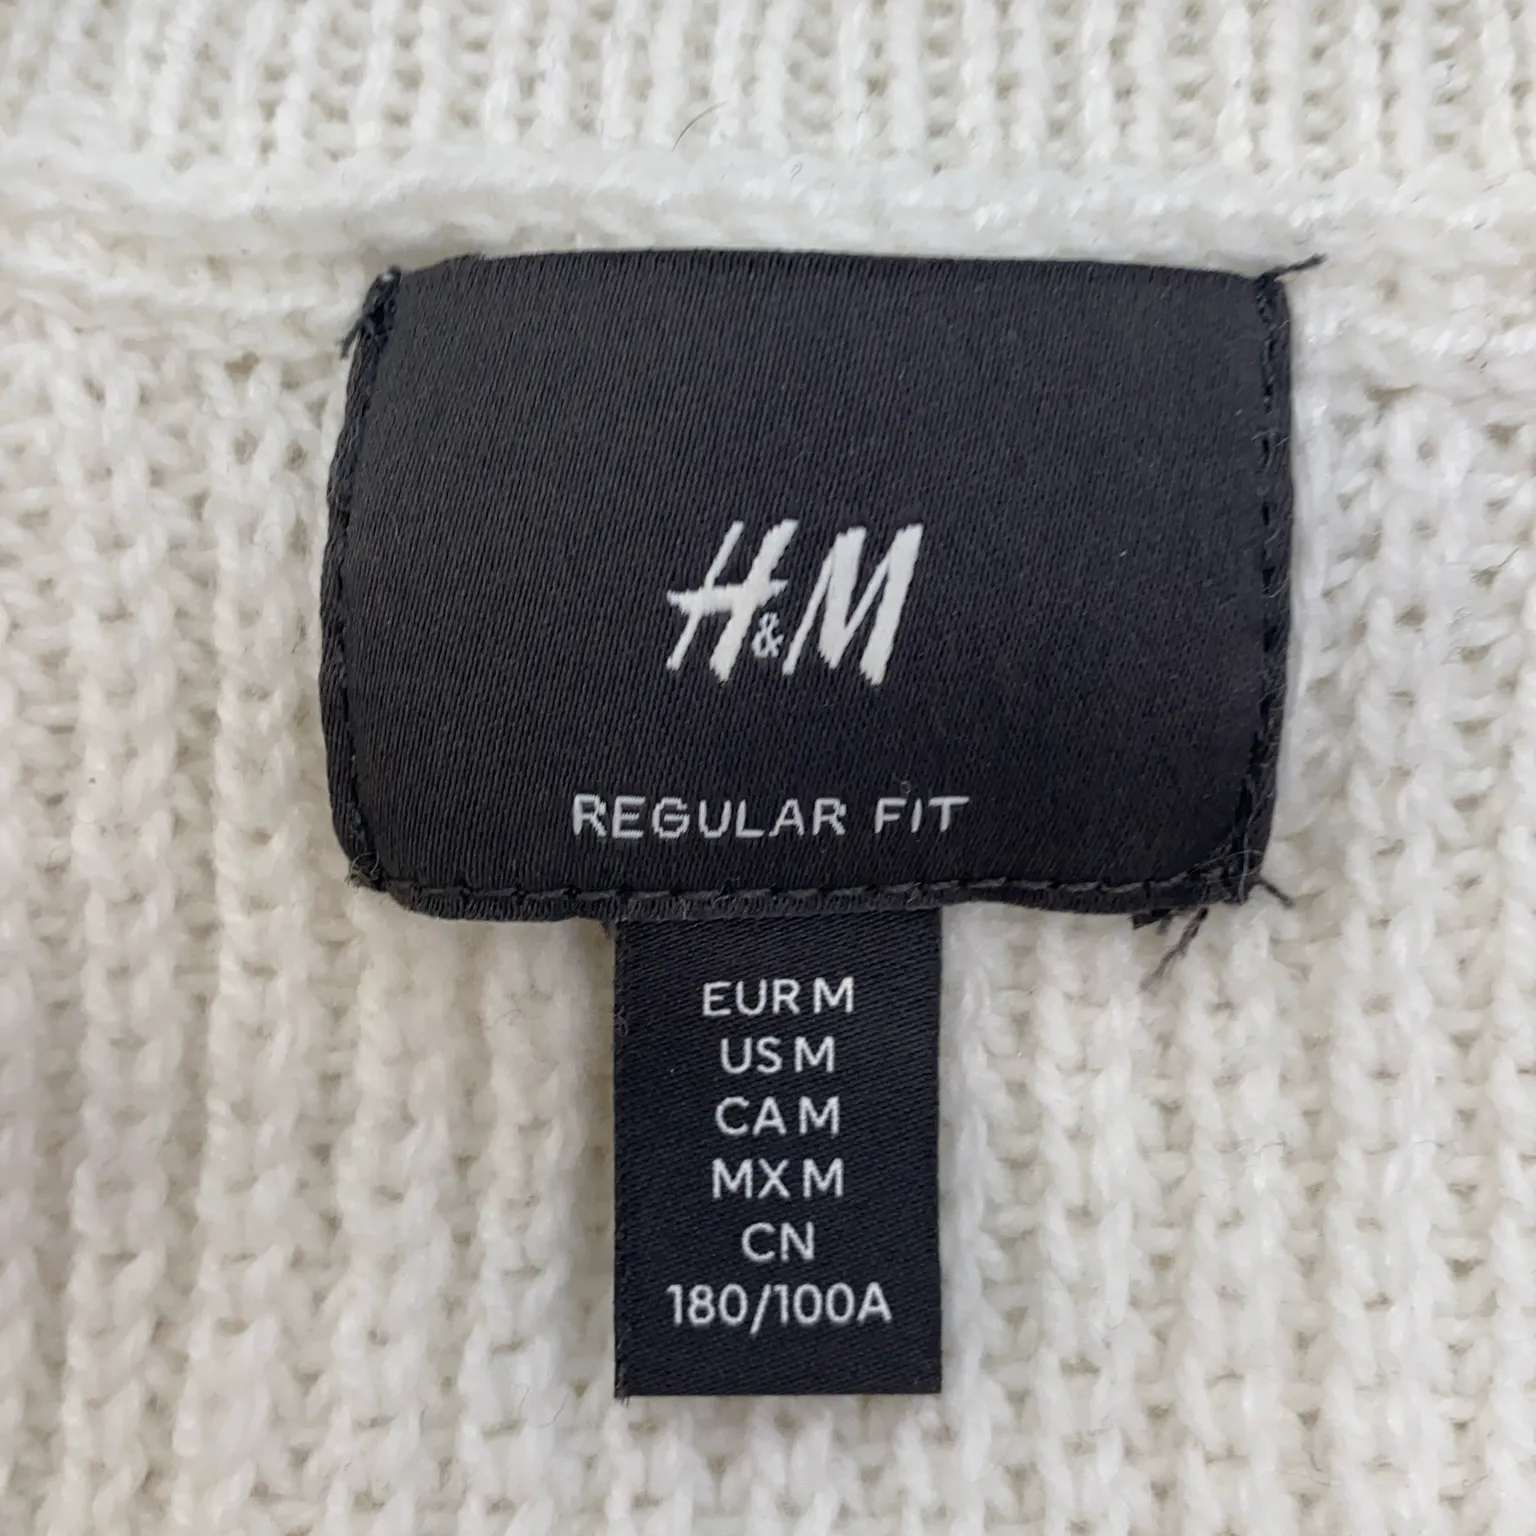 H&M
REGULAR FIT
EUR M
US M
CA M
MX M
CN
180/100A